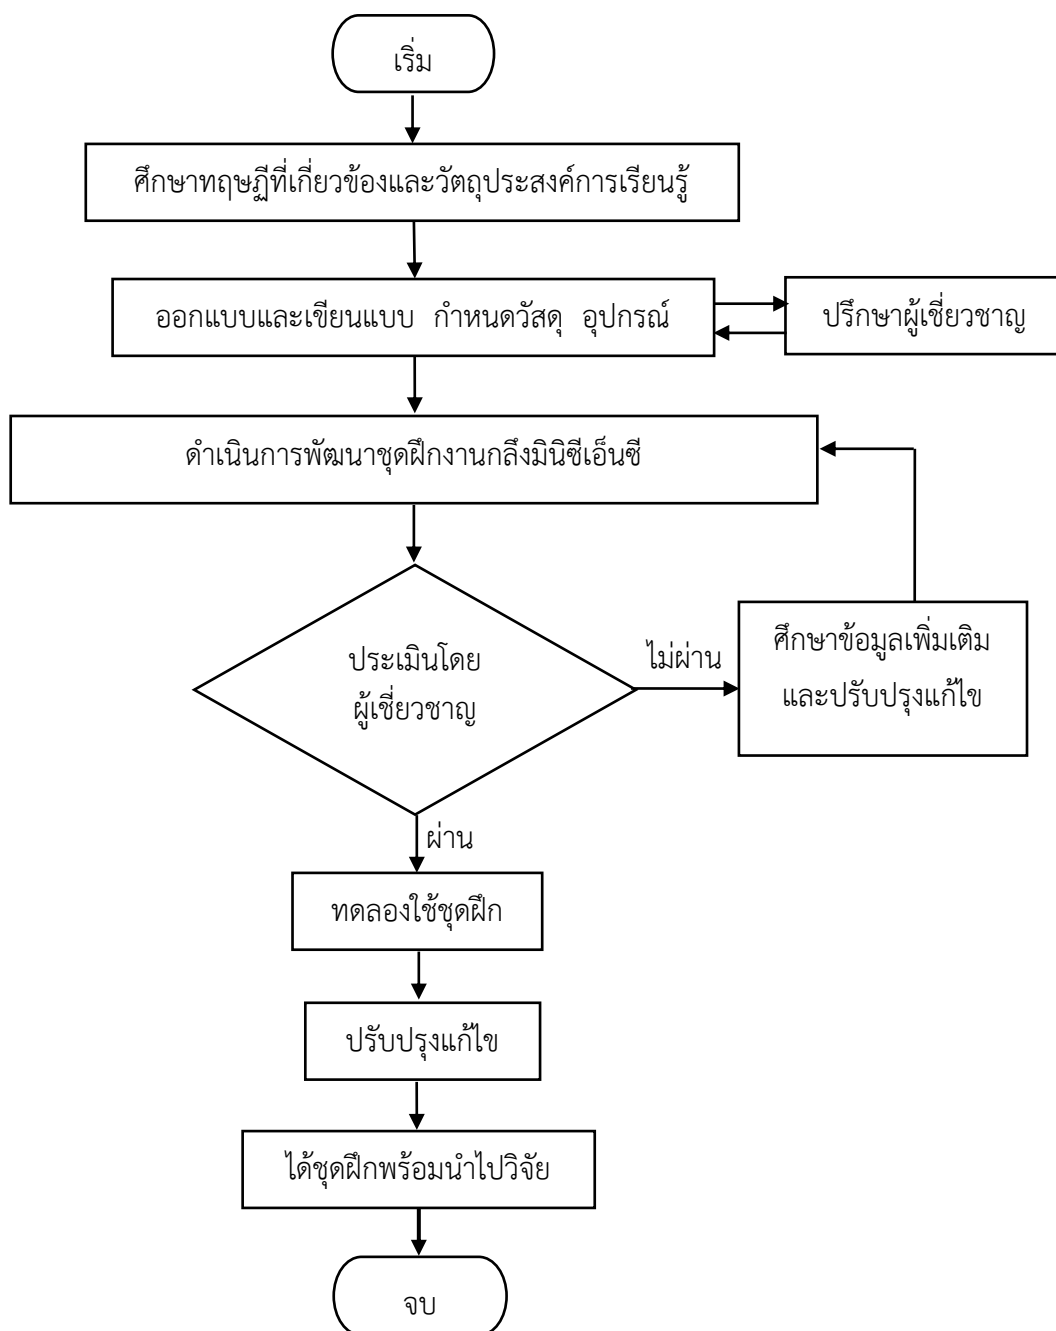 เริ่ม
ศึกษาทฤษฏีที่เกี่ยวข้องและวัตถุประสงค์การเรียนรู้
ออกแบบและเขียนแบบ กำหนดวัสดุ อุปกรณ์
ปรึกษาผู้เชี่ยวชาญ
ดำเนินการพัฒนาชุดฝึกงานกลึงมินิซีเอ็นซี
ประเมินโดย
ผู้เชี่ยวชาญ
ไม่ผ่าน
ศึกษาข้อมูลเพิ่มเติม
และปรับปรุงแก้ไข
ผ่าน
ทดลองใช้ชุดฝึก
ปรับปรุงแก้ไข
ได้ชุดฝึกพร้อมนำไปวิจัย
จบ